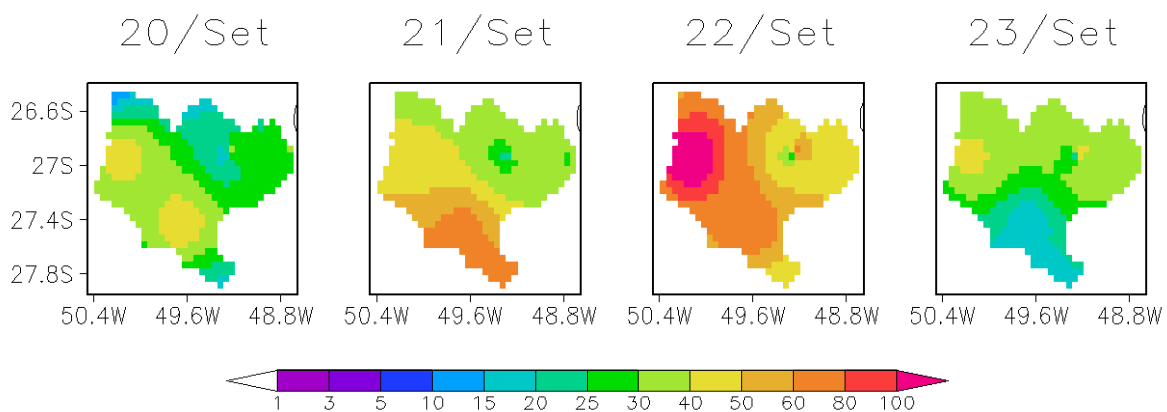 20/Set 21/Set 22/Set 23/Set
26.6S
27S
27.4S
27.8S
50.4W 49.6W 48.8W 50.4W 49.6W 48.8W 50.4W 49.6W 48.8W 50.4W 49.6W 48.8W
1 3 5 10 15 20 25 30 40 50 60 80 100